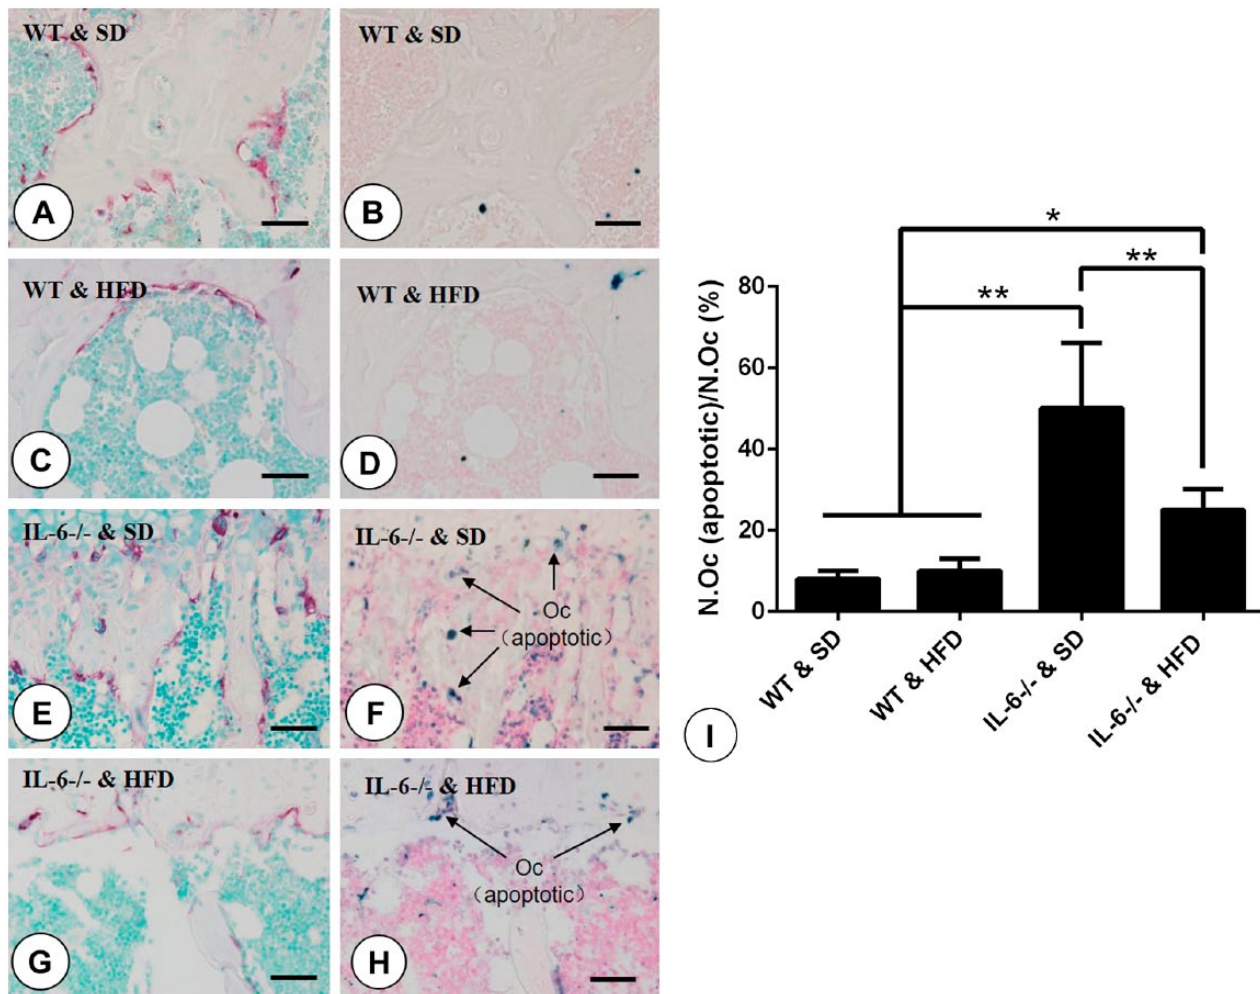 WT & SD
A
WT & SD
B
WT & HFD
C
WT & HFD
D
IL-6-/- & SD
E
IL-6-/- & SD
Oc
（apoptotic）
F
IL-6-/- & HFD
G
IL-6-/- & HFD
Oc
（apoptotic）
H
*
**
**
N.Oc (apoptotic)/N.Oc (%)
80
60
40
20
0
WT & SD
WT & HFD
IL-6-/- & SD
IL-6-/- & HFD
I